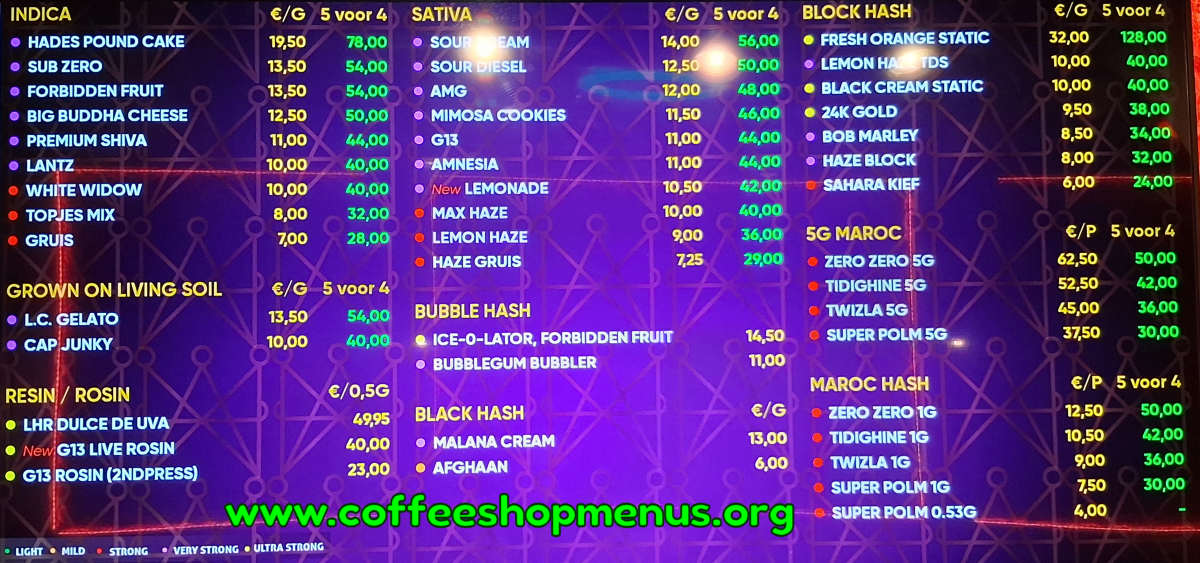 INDICA €/G 5 voor 4
HADES POUND CAKE 19,50 78,00
SUB ZERO 13,50 54,00
FORBIDDEN FRUIT 13,50 54,00
BIG BUDDHA CHEESE 12,50 50,00
PREMIUM SHIVA 11,00 44,00
LANTZ 10,00 40,00
WHITE WIDOW 10,00 40,00
TOPJES MIX 8,00 32,00
GRUIS 7,00 28,00
GROWN ON LIVING SOIL €/G 5 voor 4
L.C. GELATO 13,50 54,00
CAP JUNKY 10,00 40,00
RESIN / ROSIN €/0,5G
LHR DULCE DE UVA 49,95
New G13 LIVE ROSIN 40,00
G13 ROSIN (2NDPRESS) 23,00
SATIVA €/G 5 voor 4
SOUR 14,00 56,00
SOUR DIESEL 12,50 50,00
AMG 12,00 48,00
MIMOSA COOKIES 11,50 46,00
G13 11,00 44,00
AMNESIA 11,00 44,00
New LEMONADE 10,50 42,00
MAX HAZE 10,00 40,00
LEMON HAZE 9,00 36,00
HAZE GRUIS 7,25 29,00
BUBBLE HASH
ICE-O-LATOR, FORBIDDEN FRUIT 14,50
BUBBLEGUM BUBBLER 11,00
BLACK HASH €/G
MALANA CREAM 13,00
AFGHAAN 6,00
BLOCK HASH €/G 5 voor 4
FRESH ORANGE STATIC 32,00 128,00
LEMON HAZE TDS 10,00 40,00
BLACK CREAM STATIC 10,00 40,00
24K GOLD 9,50 38,00
BOB MARLEY 8,50 34,00
HAZE BLOCK 8,00 32,00
SAHARA KIEF 6,00 24,00
5G MAROC €/P 5 voor 4
ZERO ZERO 5G 62,50 50,00
TIDIGHINE 5G 52,50 42,00
TWIZLA 5G 45,00 36,00
SUPER POLM 5G 37,50 30,00
MAROC HASH €/P 5 voor 4
ZERO ZERO 1G 12,50 50,00
TIDIGHINE 1G 10,50 42,00
TWIZLA 1G 9,00 36,00
SUPER POLM 1G 7,50 30,00
SUPER POLM 0.53G 4,00 -
www.coffeeshopmenus.org
LIGHT MILD STRONG VERY STRONG ULTRA STRONG